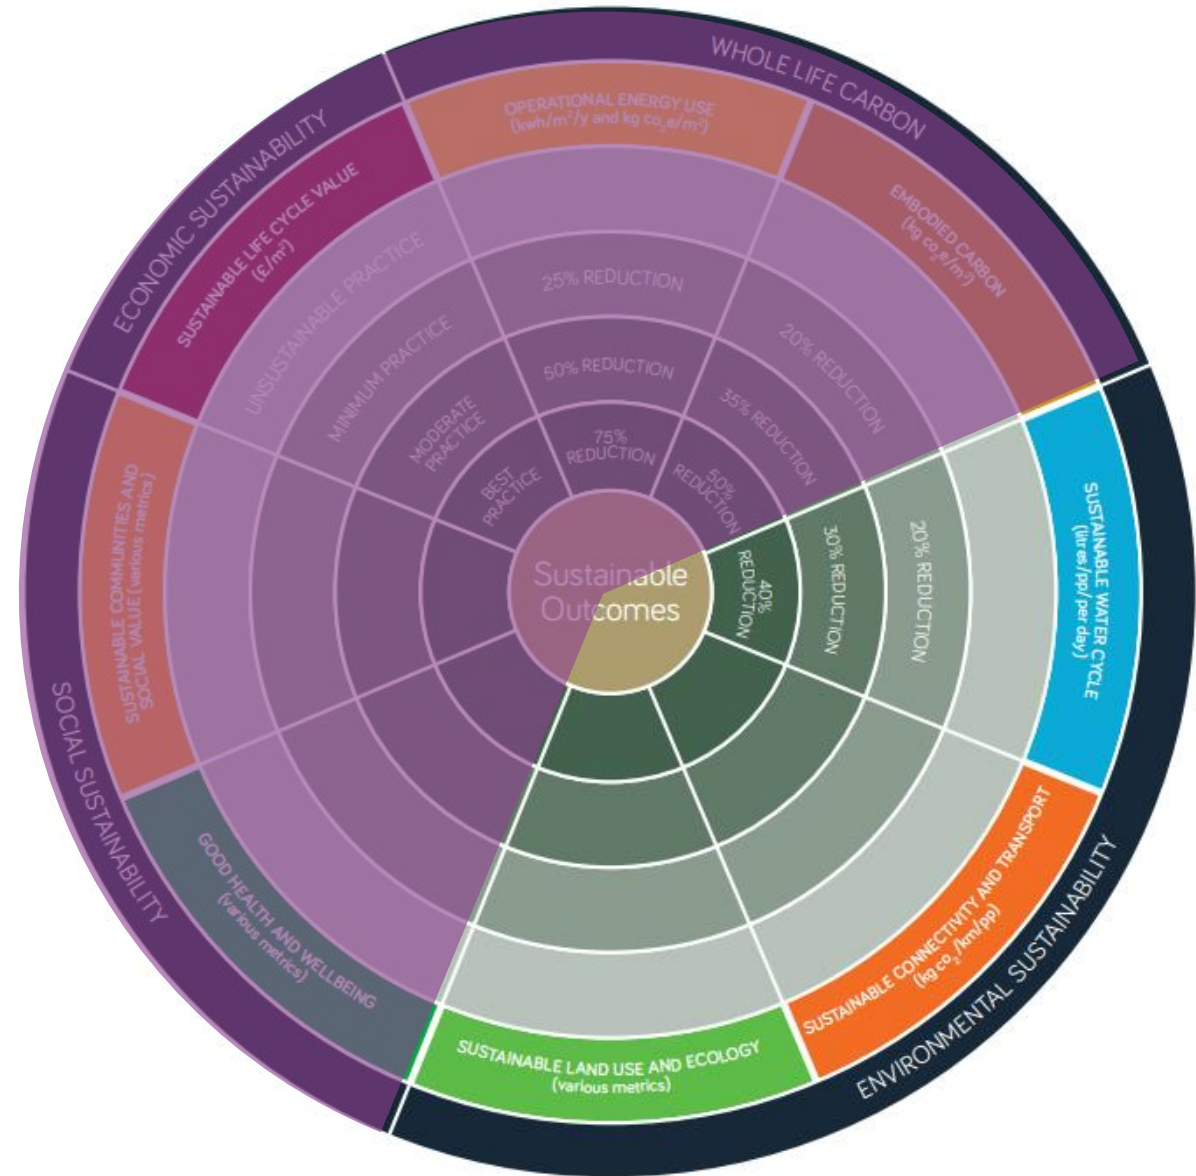 WHOLE LIFE CARBON
OPERATIONAL ENERGY USE
(kwh/m²/y and kg co₂e/m²)
EMBODIED CARBON
(kg co₂e/m²)
25% REDUCTION
50% REDUCTION
75%
REDUCTION
20% REDUCTION
35% REDUCTION
50%
REDUCTION
ENVIRONMENTAL SUSTAINABILITY
SUSTAINABLE WATER CYCLE
(litres/pp/per day)
20% REDUCTION
30% REDUCTION
40%
REDUCTION
SUSTAINABLE CONNECTIVITY AND TRANSPORT
(kg co₂/km/pp)
SUSTAINABLE LAND USE AND ECOLOGY
(various metrics)
SOCIAL SUSTAINABILITY
GOOD HEALTH AND WELLBEING
(various metrics)
SUSTAINABLE COMMUNITIES AND
SOCIAL VALUE (various metrics)
ECONOMIC SUSTAINABILITY
SUSTAINABLE LIFE CYCLE VALUE
(£/m²)
UNSUSTAINABLE PRACTICE
MINIMUM PRACTICE
MODERATE
PRACTICE
BEST
PRACTICE
Sustainable
Outcomes